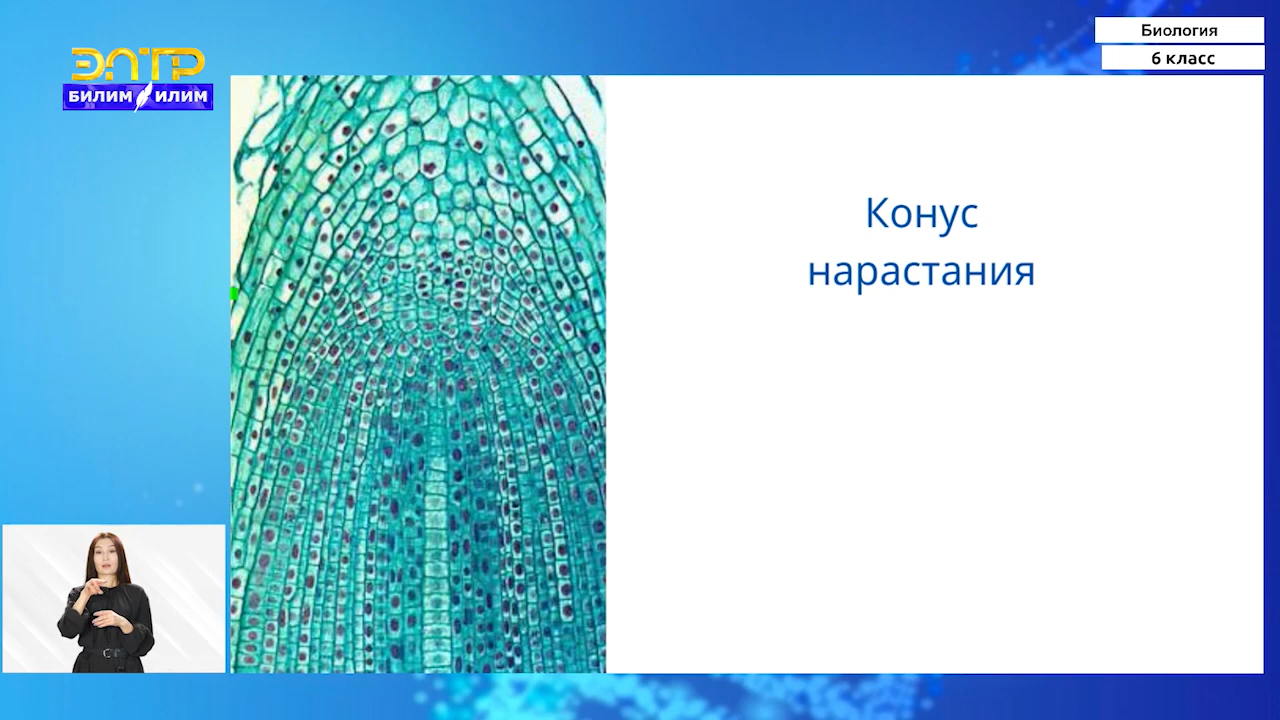 Биология
6 класс
ЭЛТР
БИЛИМ ИЛИМ
Конус
нарастания